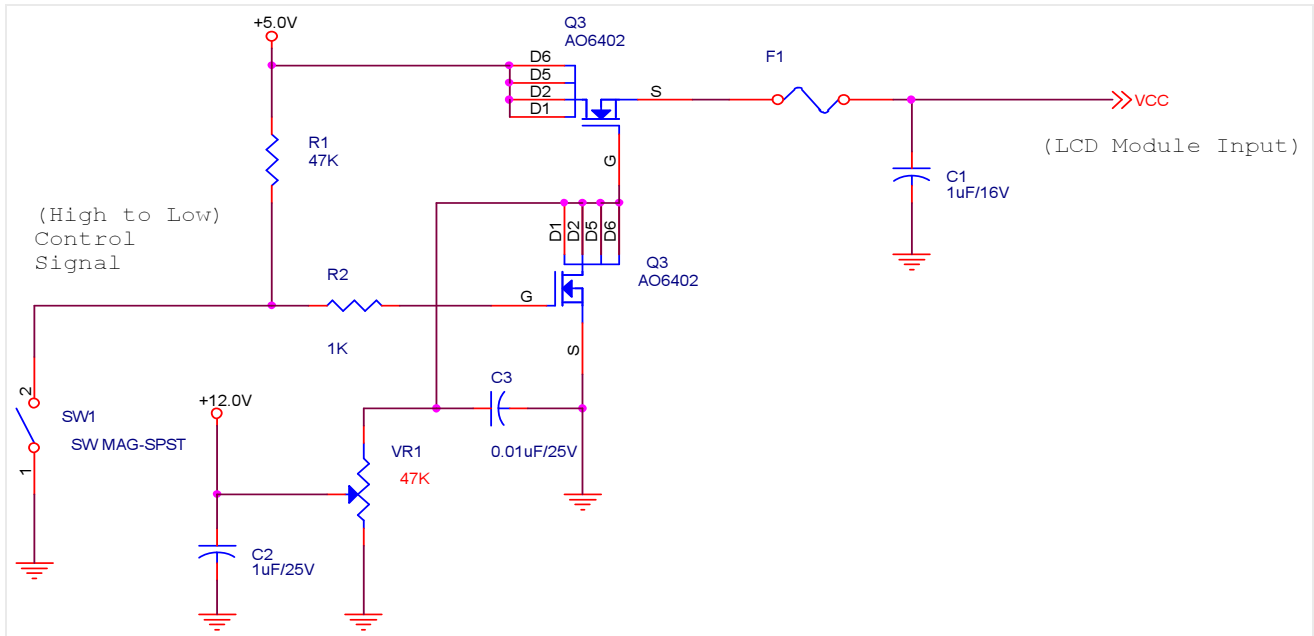 +5.0V
Q3
AO6402
D6
D5
D2
D1
S
G
F1
VCC
(LCD Module Input)
R1
47K
C1
1uF/16V
(High to Low)
Control
Signal
D1
D2
D5
D6
Q3
AO6402
R2
1K
G
S
2
SW1
SW MAG-SPST
1
+12.0V
C3
0.01uF/25V
VR1
47K
C2
1uF/25V